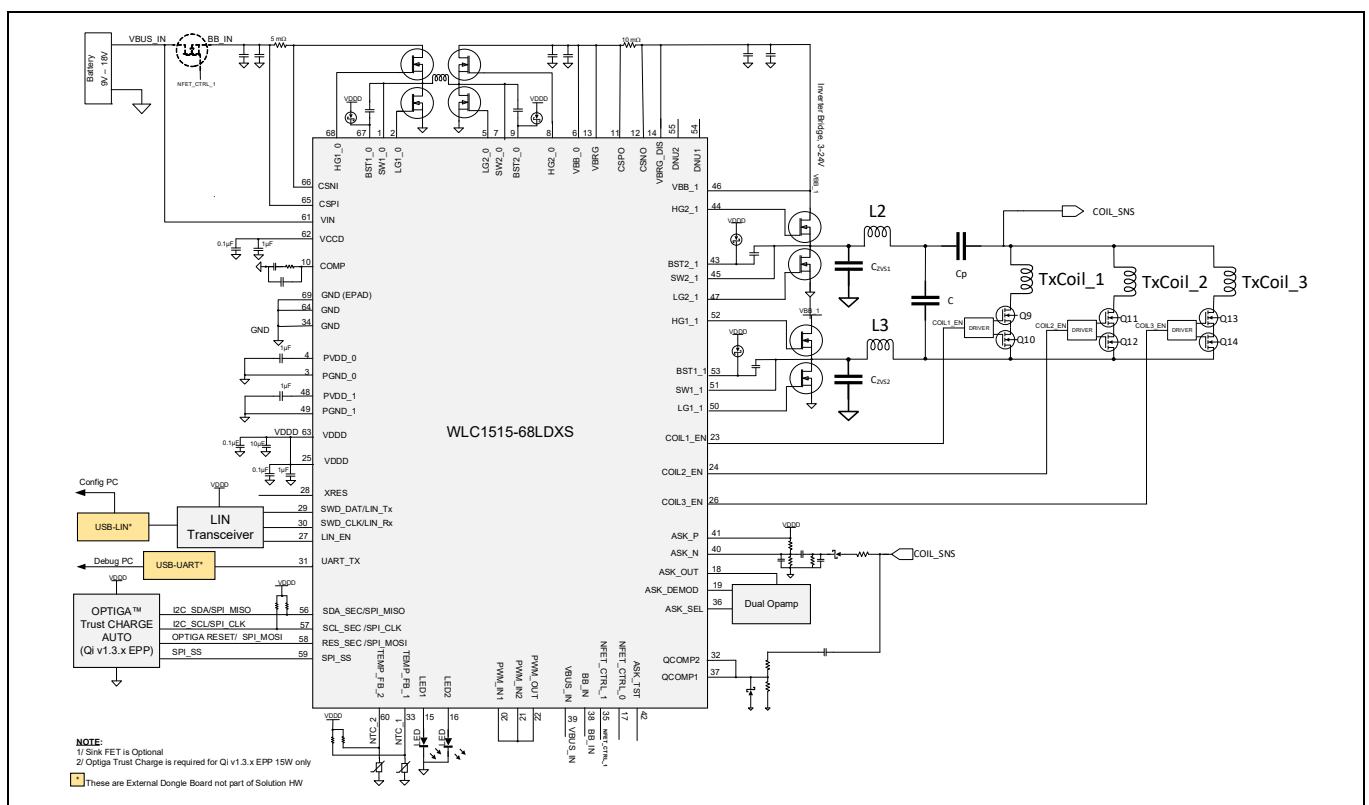 Battery
9V – 18V
VBUS_IN
BB_IN
NFET_CTRL_1
5 mΩ
10 mΩ
VDDD
VDDD
68
67
1
2
5
7
9
8
6
13
11
12
14
55
54
HG1_0
BST1_0
SW1_0
LG1_0
LG2_0
SW2_0
BST2_0
HG2_0
VBB_0
VBRG
CSPO
CSNO
VBRG_DIS
DNU2
DNU1
Inverter Bridge, 3-24V
VBB_1
66
CSNI
65
CSPI
61
VIN
0.1µF
1µF
62
VCCD
10
COMP
69
GND (EPAD)
64
GND
GND
34
GND
1µF
4
PVDD_0
3
PGND_0
1µF
48
PVDD_1
49
PGND_1
VDDD
63
VDDD
0.1µF
10µF
25
VDDD
0.1µF
1µF
28
XRES
29
SWD_DAT/LIN_Tx
30
SWD_CLK/LIN_Rx
27
LIN_EN
31
UART_TX
Config PC
USB-LIN*
VDDD
LIN
Transceiver
Debug PC
USB-UART*
VDDD
VDDD
OPTIGA™
Trust CHARGE
AUTO
(Qi v1.3.x EPP)
I2C_SDA/SPI_MISO
56
SDA_SEC/SPI_MISO
I2C_SCL/SPI_CLK
57
SCL_SEC /SPI_CLK
OPTIGA RESET/ SPI_MOSI
58
RES_SEC /SPI_MOSI
SPI_SS
59
SPI_SS
WLC1515-68LDXS
VBB_1
46
HG2_1
44
VDDD
BST2_1
43
SW2_1
45
LG2_1
47
HG1_1
52
VBB_1
VDDD
BST1_1
53
SW1_1
51
LG1_1
50
COIL1_EN
23
COIL2_EN
24
COIL3_EN
26
ASK_P
41
ASK_N
40
ASK_OUT
18
ASK_DEMOD
19
ASK_SEL
36
QCOMP2
32
QCOMP1
37
L2
CZVS1
C
Cp
COIL_SNS
L3
CZVS2
TxCoil_1
TxCoil_2
TxCoil_3
COIL1_EN
DRIVER
Q9
Q10
COIL2_EN
DRIVER
Q11
Q12
COIL3_EN
DRIVER
Q13
Q14
VDDD
COIL_SNS
Dual Opamp
TEMP_FB_2
TEMP_FB_1
LED1
LED2
PWM_IN1
PWM_IN2
PWM_OUT
VBUS_IN
BB_IN
NFET_CTRL_1
NFET_CTRL_0
ASK_TST
60
33
15
16
20
21
22
39
38
35
17
42
VDDD
NTC_2
NTC_1
LED
LED
VBUS_IN
BB_IN
NFET_CTRL_1
NOTE:
1/ Sink FET is Optional
2/ Optiga Trust Charge is required for Qi v1.3.x EPP 15W only
* These are External Dongle Board not part of Solution HW